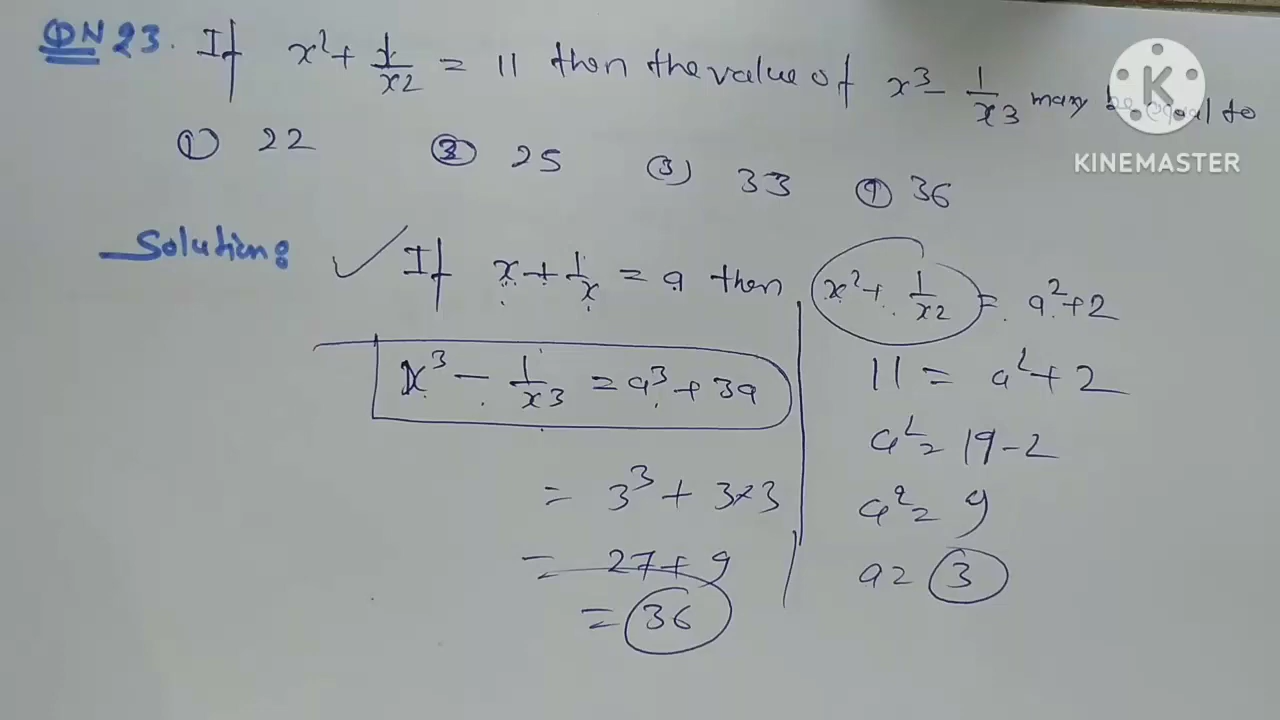 QN 23. If x² + 1/x2 = 11 then the value of x³ - 1/x3 may be equal to
① 22 ② 25 ③ 33 ④ 36
KINEMASTER
Solution: ✓ If x + 1/x = a then x² + 1/x2 = a² + 2
x³ - 1/x3 = a³ + 3a
11 = a² + 2
a² = 19 - 2
= 3³ + 3×3
a² = 9
= 27 + 9
a = 3
= 36